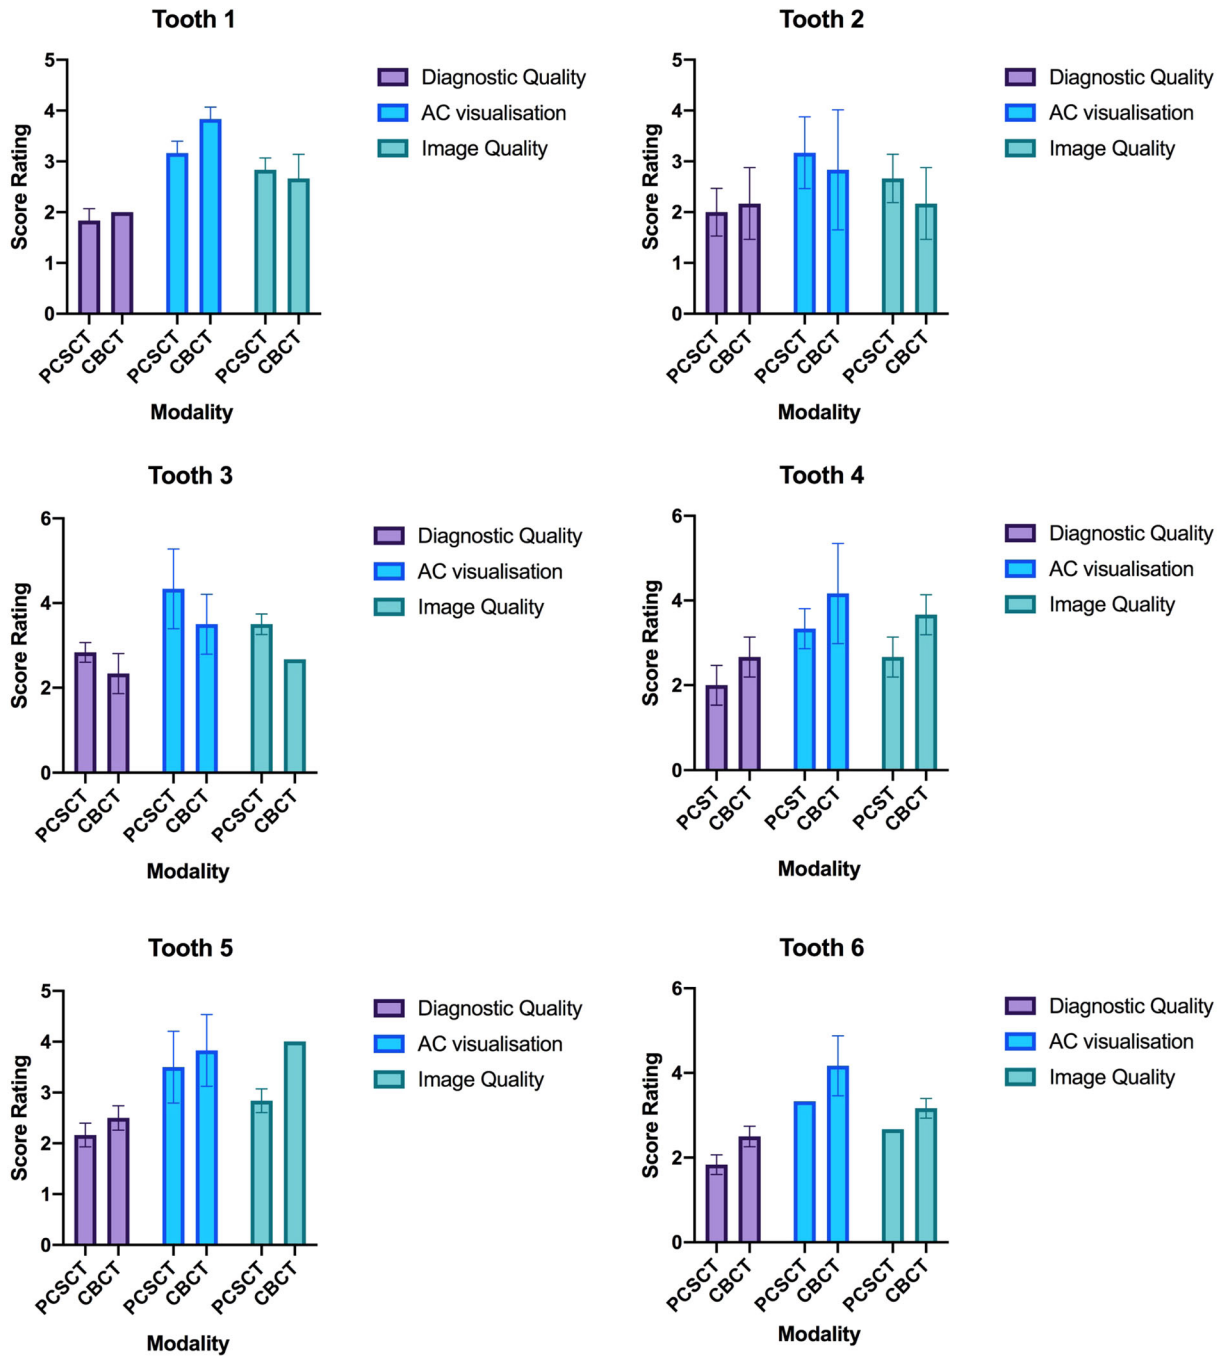 Tooth 1
5
4
3
2
1
0
Score Rating
PCSCT
CBCT
PCSCT
CBCT
PCSCT
CBCT
Modality
Diagnostic Quality
AC visualisation
Image Quality
Tooth 2
5
4
3
2
1
0
Score Rating
PCSCT
CBCT
PCSCT
CBCT
PCSCT
CBCT
Modality
Diagnostic Quality
AC visualisation
Image Quality
Tooth 3
6
4
2
0
Score Rating
PCSCT
CBCT
PCSCT
CBCT
PCSCT
CBCT
Modality
Diagnostic Quality
AC visualisation
Image Quality
Tooth 4
6
4
2
0
Score Rating
PCST
CBCT
PCST
CBCT
PCST
CBCT
Modality
Diagnostic Quality
AC visualisation
Image Quality
Tooth 5
5
4
3
2
1
0
Score Rating
PCSCT
CBCT
PCSCT
CBCT
PCSCT
CBCT
Modality
Diagnostic Quality
AC visualisation
Image Quality
Tooth 6
6
4
2
0
Score Rating
PCSCT
CBCT
PCSCT
CBCT
PCSCT
CBCT
Modality
Diagnostic Quality
AC visualisation
Image Quality